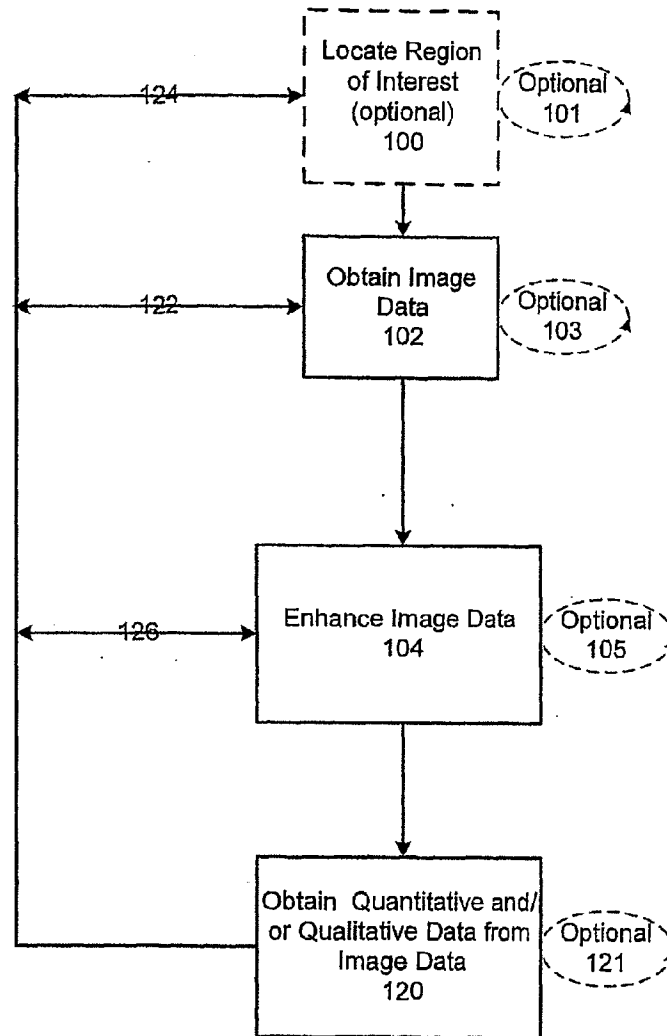 Locate Region
of Interest
(optional)
100
Optional
101
124
Obtain Image
Data
102
Optional
103
122
Enhance Image Data
104
Optional
105
126
Obtain Quantitative and/
or Qualitative Data from
Image Data
120
Optional
121